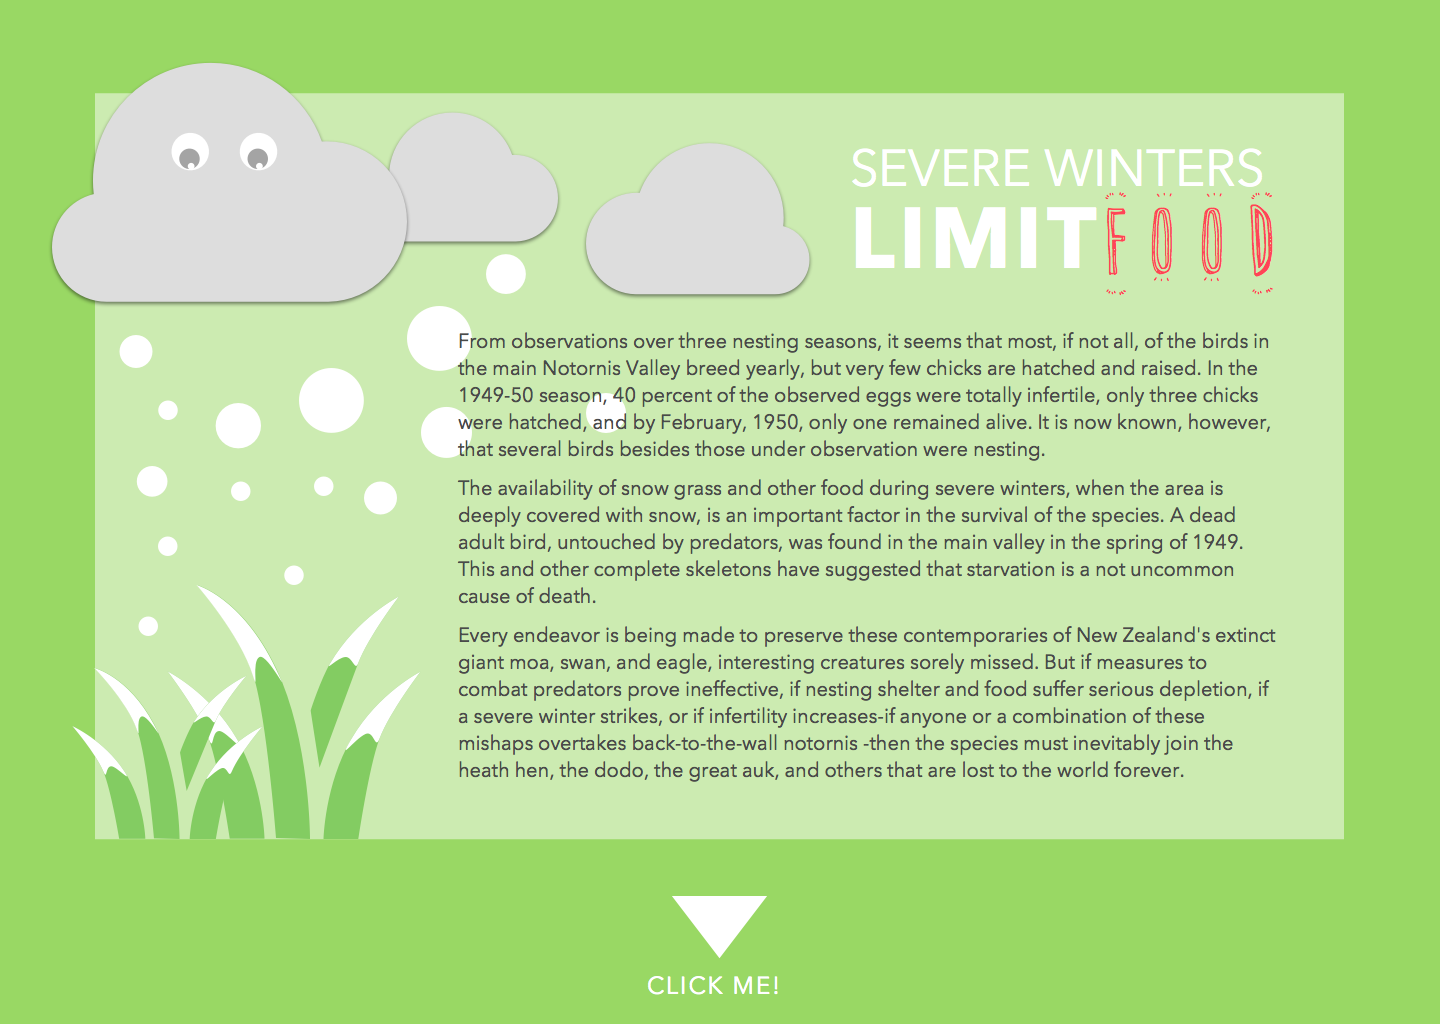 SEVERE WINTERS
LIMIT FOOD
From observations over three nesting seasons, it seems that most, if not all, of the birds in
the main Notornis Valley breed yearly, but very few chicks are hatched and raised. In the
1949-50 season, 40 percent of the observed eggs were totally infertile, only three chicks
were hatched, and by February, 1950, only one remained alive. It is now known, however,
that several birds besides those under observation were nesting.
The availability of snow grass and other food during severe winters, when the area is
deeply covered with snow, is an important factor in the survival of the species. A dead
adult bird, untouched by predators, was found in the main valley in the spring of 1949.
This and other complete skeletons have suggested that starvation is a not uncommon
cause of death.
Every endeavor is being made to preserve these contemporaries of New Zealand's extinct
giant moa, swan, and eagle, interesting creatures sorely missed. But if measures to
combat predators prove ineffective, if nesting shelter and food suffer serious depletion, if
a severe winter strikes, or if infertility increases-if anyone or a combination of these
mishaps overtakes back-to-the-wall notornis -then the species must inevitably join the
heath hen, the dodo, the great auk, and others that are lost to the world forever.
CLICK ME!